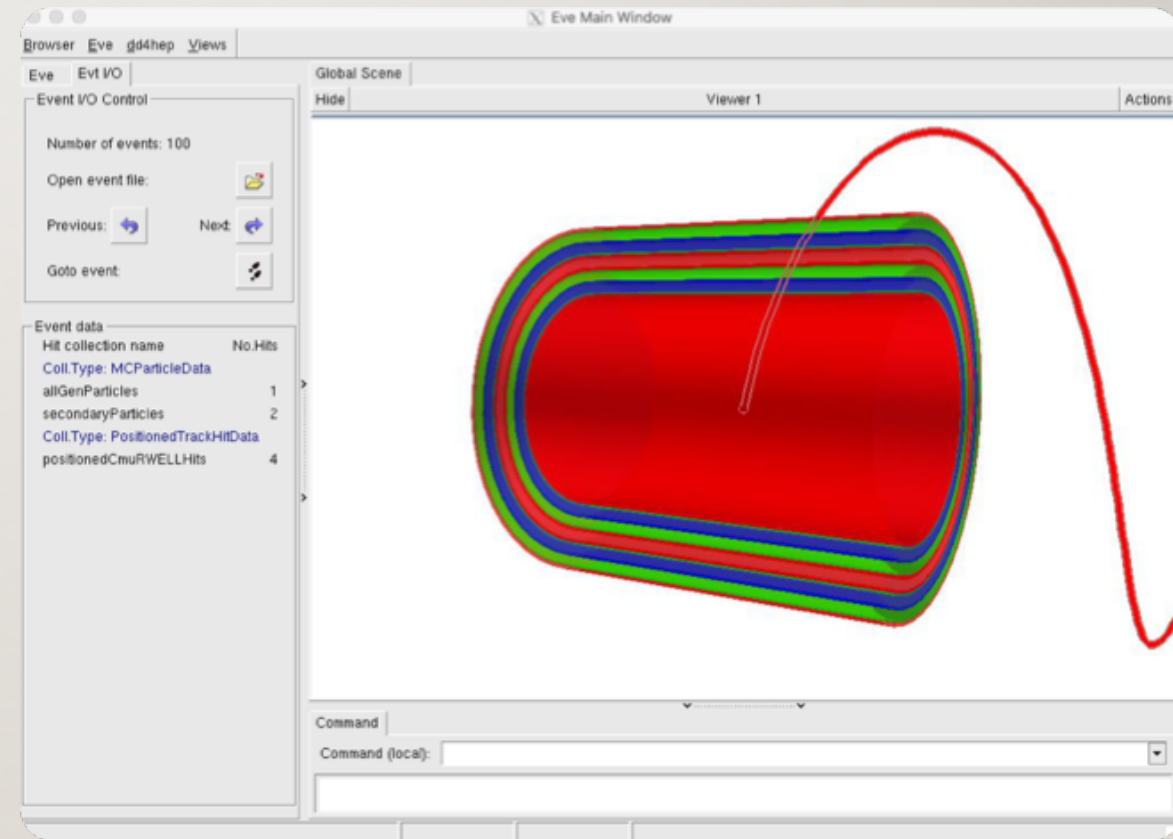 Eve Main Window
Browser Eve dd4hep Views
Eve Evt I/O
Event I/O Control
Number of events: 100
Open event file:
Previous: Next:
Goto event:
Event data
Hit collection name No.Hits
Coll.Type: MCParticleData
allGenParticles 1
secondaryParticles 2
Coll.Type: PositionedTrackHitData
positionedCmuRWELLHits 4
Global Scene
Hide Viewer 1 Actions
Command
Command (local):